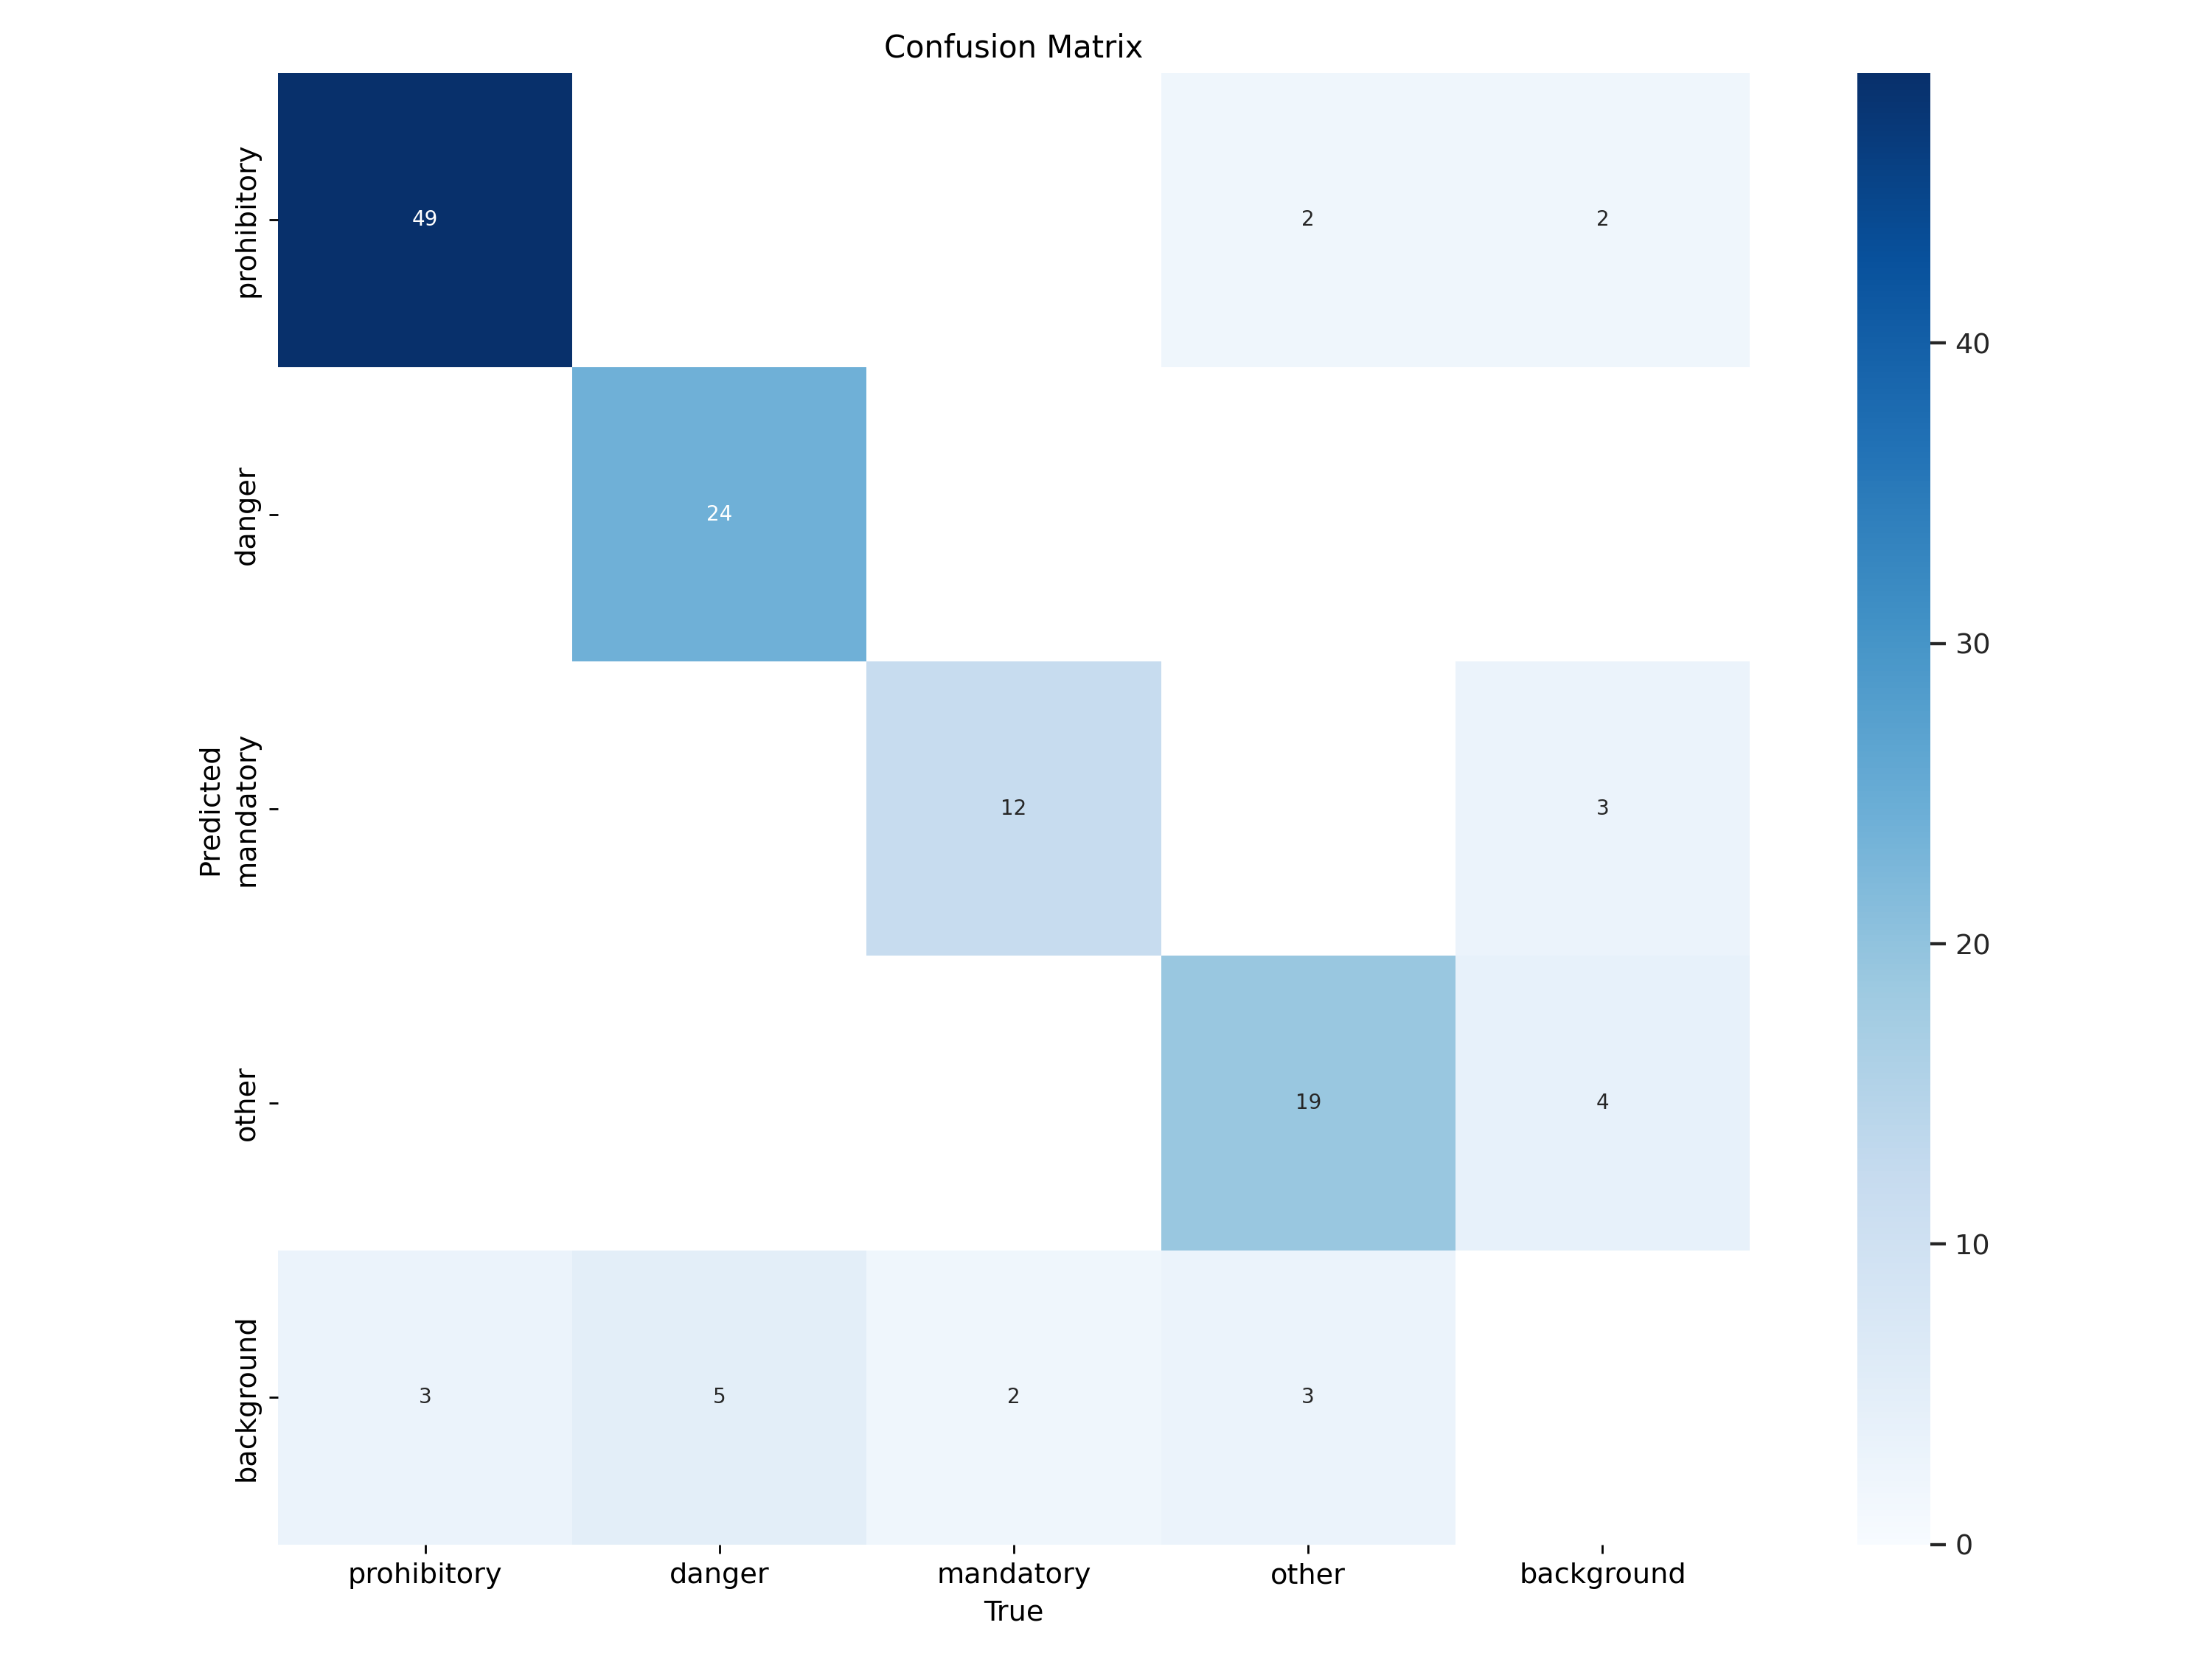 Confusion Matrix
prohibitory
49
2
2
danger
24
Predicted
mandatory
12
3
other
19
4
background
3
5
2
3
prohibitory
danger
mandatory
other
background
True
40
30
20
10
0